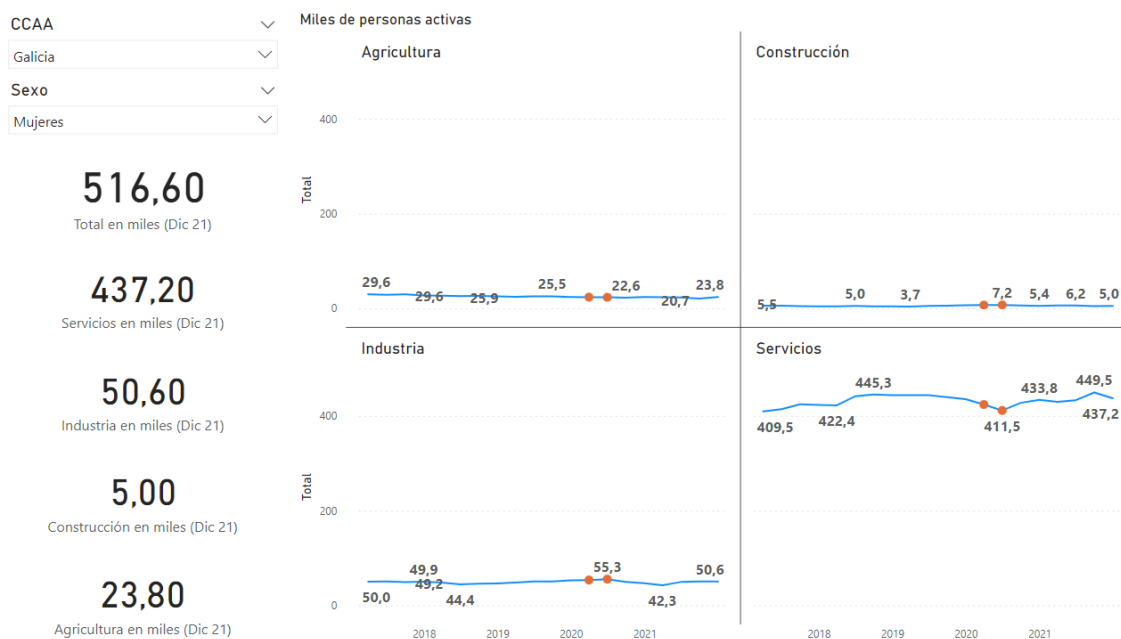 CCAA
Galicia
Sexo
Mujeres
516,60
Total en miles (Dic 21)
437,20
Servicios en miles (Dic 21)
50,60
Industria en miles (Dic 21)
5,00
Construcción en miles (Dic 21)
23,80
Agricultura en miles (Dic 21)
Miles de personas activas
Agricultura
400
200
0
Total
29,6
29,6
25,9
25,5
22,6
20,7
23,8
Construcción
5,5
5,0
3,7
7,2
5,4
6,2
5,0
Industria
400
200
0
Total
50,0
49,9
49,2
44,4
55,3
42,3
50,6
2018 2019 2020 2021
Servicios
409,5
422,4
445,3
411,5
433,8
449,5
437,2
2018 2019 2020 2021